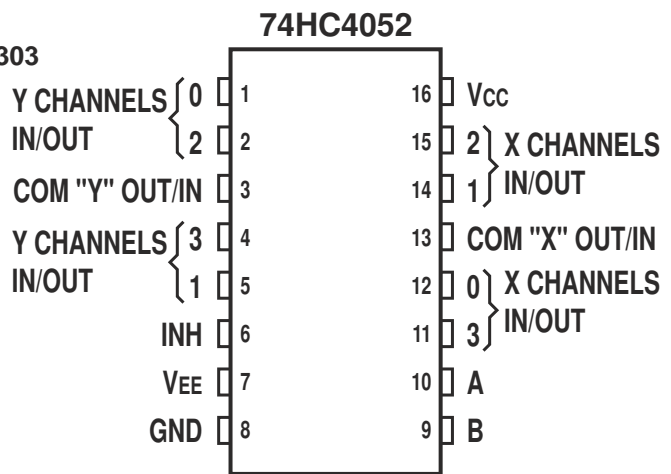 74HC4052
303
Y CHANNELS
IN/OUT
0
2
1
2
COM "Y" OUT/IN
3
Y CHANNELS
IN/OUT
3
1
4
5
INH
6
VEE
7
GND
8
16
VCC
15
14
2
1
X CHANNELS
IN/OUT
13
COM "X" OUT/IN
12
11
0
3
X CHANNELS
IN/OUT
10
A
9
B